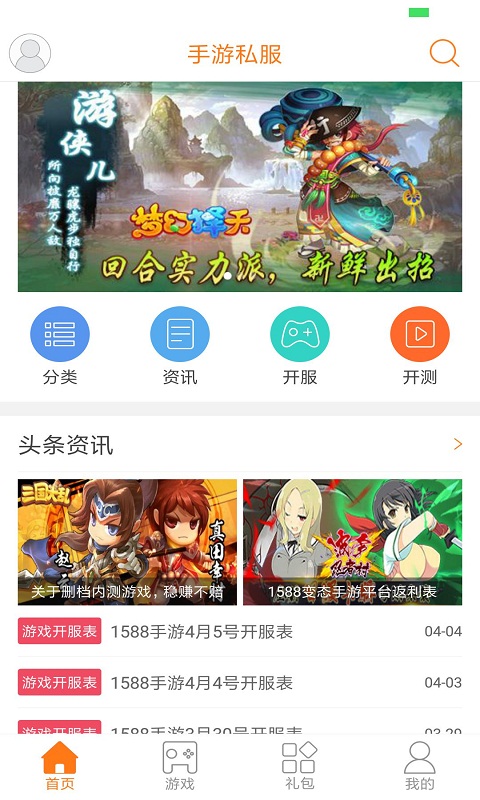 手游私服
游侠儿
龙骧虎步独自行
所向披靡万人敌
梦幻择天
回合实力派，新鲜出招
分类
资讯
开服
开测
头条资讯
三国大乱
真田幸
关于删档内测游戏，稳赚不赔
1588变态手游平台返利表
游戏开服表 1588手游4月5号开服表 04-04
游戏开服表 1588手游4月4号开服表 04-03
游戏开服表 1588手游3月30号开服表 03-29
首页
游戏
礼包
我的